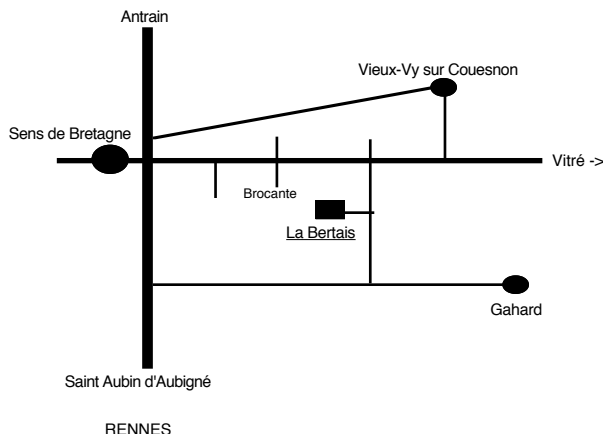 Antrain
Vieux-Vy sur Couesnon
Sens de Bretagne
Vitré ->
Brocante
La Bertais
Gahard
Saint Aubin d'Aubigné
RENNES